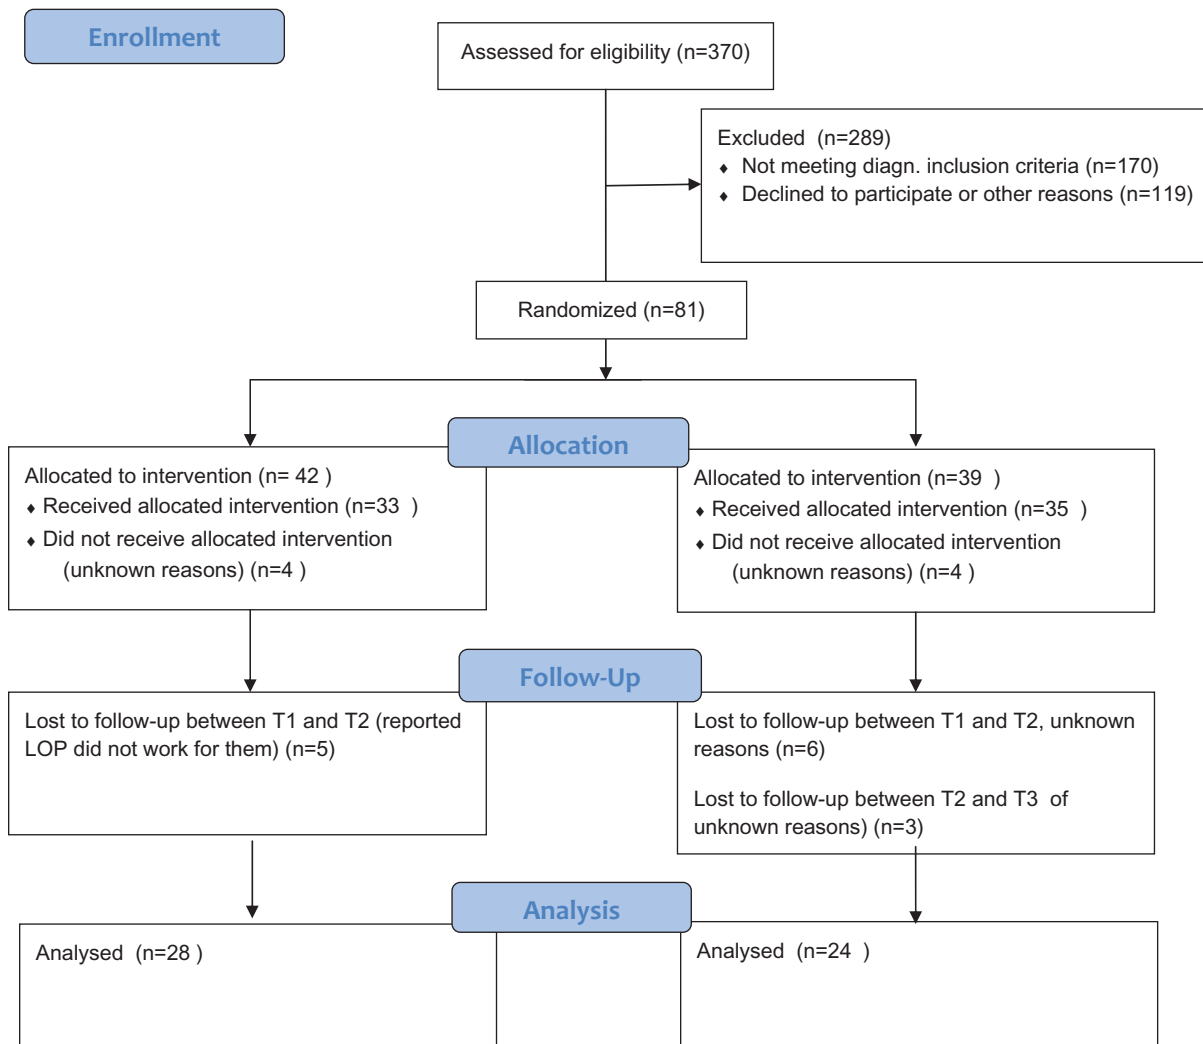 Enrollment
Assessed for eligibility (n=370)
Excluded (n=289)
♦ Not meeting diagn. inclusion criteria (n=170)
♦ Declined to participate or other reasons (n=119)
Randomized (n=81)
Allocation
Allocated to intervention (n= 42 )
♦ Received allocated intervention (n=33 )
♦ Did not receive allocated intervention
(unknown reasons) (n=4 )
Allocated to intervention (n=39 )
♦ Received allocated intervention (n=35 )
♦ Did not receive allocated intervention
(unknown reasons) (n=4 )
Follow-Up
Lost to follow-up between T1 and T2 (reported
LOP did not work for them) (n=5)
Lost to follow-up between T1 and T2, unknown
reasons (n=6)
Lost to follow-up between T2 and T3 of
unknown reasons) (n=3)
Analysis
Analysed (n=28 )
Analysed (n=24 )